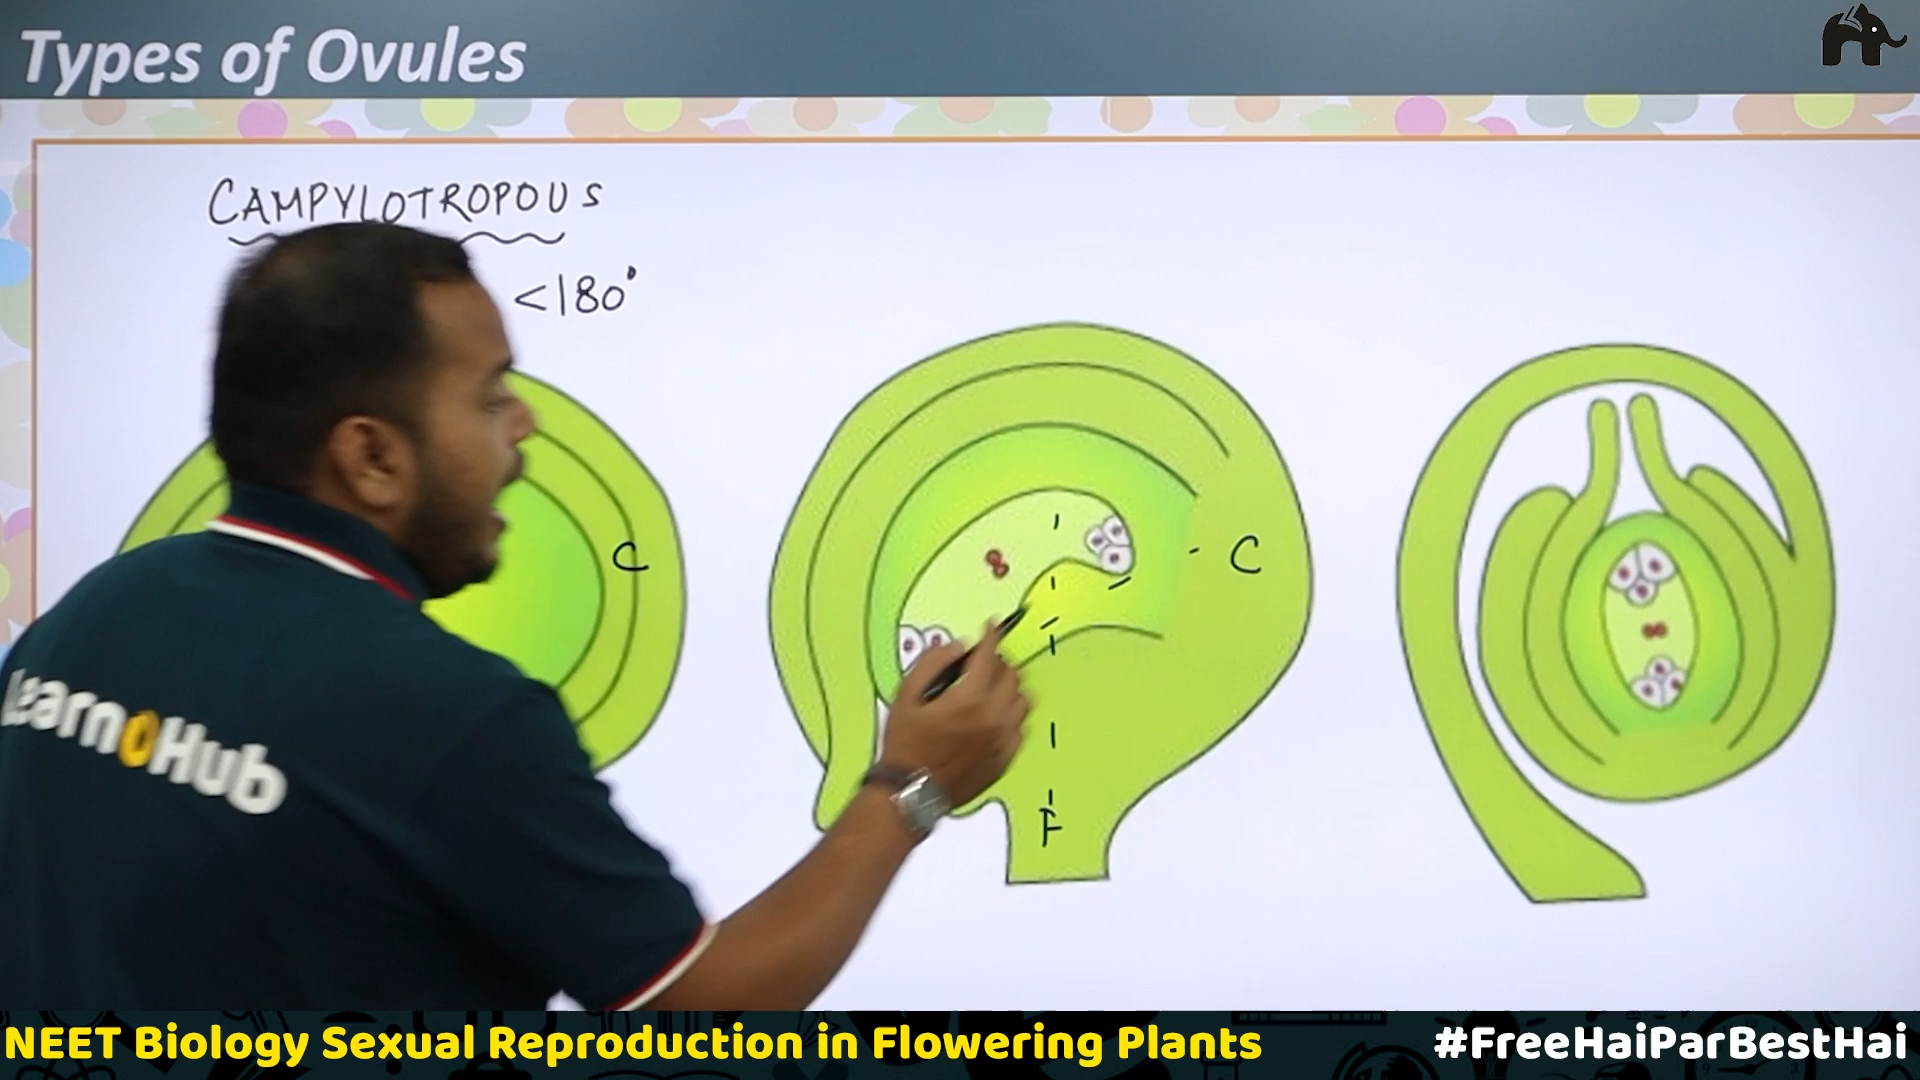 Types of Ovules
CAMPYLOTROPOUS
<180°
C
C
F
LearnoHub
NEET Biology Sexual Reproduction in Flowering Plants
#FreeHaiParBestHai